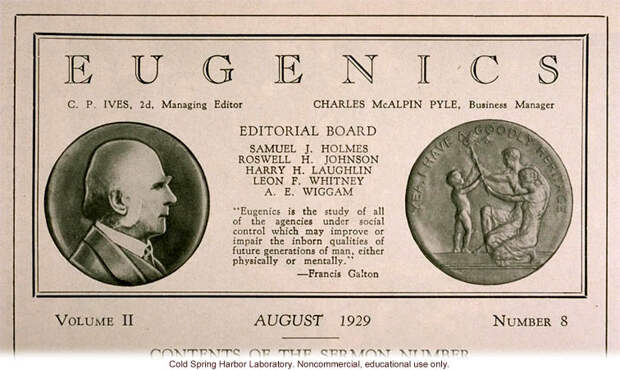 EUGENICS
C. P. IVES, 2d, Managing Editor
CHARLES McALPIN PYLE, Business Manager
EDITORIAL BOARD
SAMUEL J. HOLMES
ROSWELL H. JOHNSON
HARRY H. LAUGHLIN
LEON F. WHITNEY
A. E. WIGGAM
"Eugenics is the study of all
of the agencies under social
control which may improve or
impair the inborn qualities of
future generations of man, either
physically or mentally."
—Francis Galton
YEA, I HAVE A GOODLY HERITAGE
VOLUME II
AUGUST 1929
NUMBER 8
CONTENTS OF THE SERMON NUMBER
Cold Spring Harbor Laboratory. Noncommercial, educational use only.